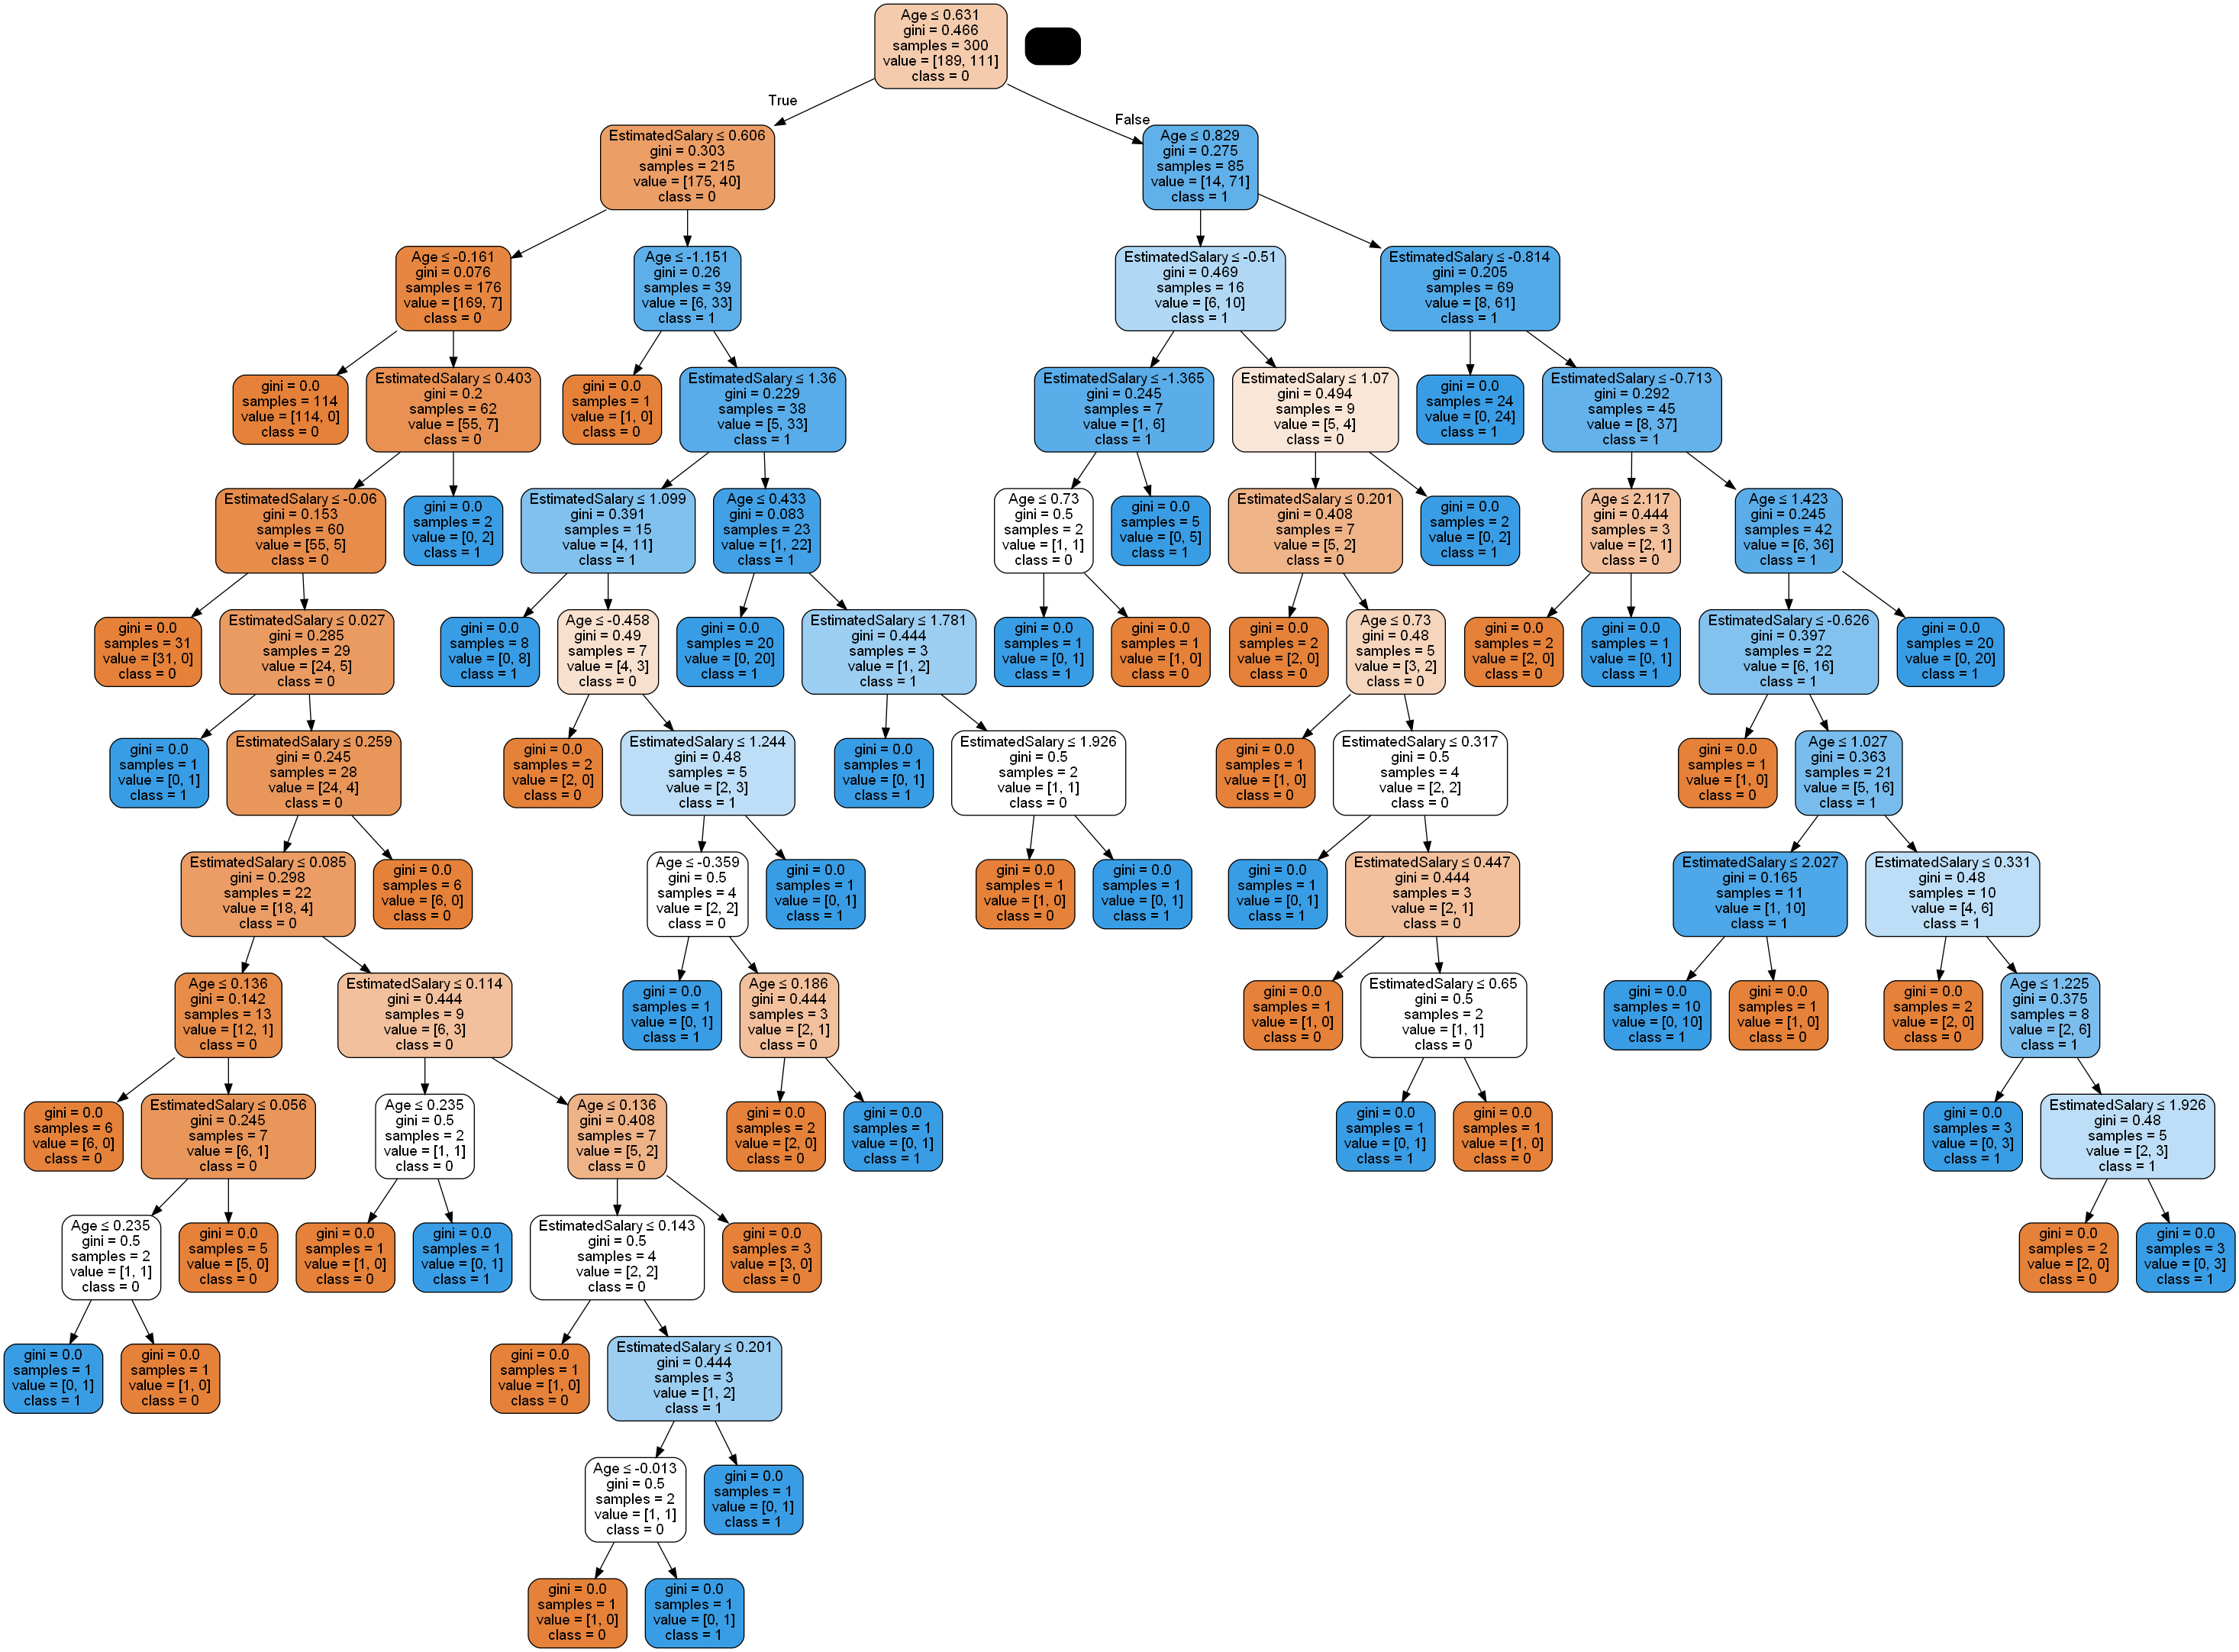 Age ≤ 0.631
gini = 0.466
samples = 300
value = [189, 111]
class = 0
True
False
EstimatedSalary ≤ 0.606
gini = 0.303
samples = 215
value = [175, 40]
class = 0
Age ≤ 0.829
gini = 0.275
samples = 85
value = [14, 71]
class = 1
Age ≤ -0.161
gini = 0.076
samples = 176
value = [169, 7]
class = 0
Age ≤ -1.151
gini = 0.26
samples = 39
value = [6, 33]
class = 1
EstimatedSalary ≤ -0.51
gini = 0.469
samples = 16
value = [6, 10]
class = 1
EstimatedSalary ≤ -0.814
gini = 0.205
samples = 69
value = [8, 61]
class = 1
gini = 0.0
samples = 114
value = [114, 0]
class = 0
EstimatedSalary ≤ 0.403
gini = 0.2
samples = 62
value = [55, 7]
class = 0
gini = 0.0
samples = 1
value = [1, 0]
class = 0
EstimatedSalary ≤ 1.36
gini = 0.229
samples = 38
value = [5, 33]
class = 1
EstimatedSalary ≤ -1.365
gini = 0.245
samples = 7
value = [1, 6]
class = 1
EstimatedSalary ≤ 1.07
gini = 0.494
samples = 9
value = [5, 4]
class = 0
gini = 0.0
samples = 24
value = [0, 24]
class = 1
EstimatedSalary ≤ -0.713
gini = 0.292
samples = 45
value = [8, 37]
class = 1
EstimatedSalary ≤ -0.06
gini = 0.153
samples = 60
value = [55, 5]
class = 0
gini = 0.0
samples = 2
value = [0, 2]
class = 1
EstimatedSalary ≤ 1.099
gini = 0.391
samples = 15
value = [4, 11]
class = 1
Age ≤ 0.433
gini = 0.083
samples = 23
value = [1, 22]
class = 1
Age ≤ 0.73
gini = 0.5
samples = 2
value = [1, 1]
class = 0
gini = 0.0
samples = 5
value = [0, 5]
class = 1
EstimatedSalary ≤ 0.201
gini = 0.408
samples = 7
value = [5, 2]
class = 0
gini = 0.0
samples = 2
value = [0, 2]
class = 1
Age ≤ 2.117
gini = 0.444
samples = 3
value = [2, 1]
class = 0
Age ≤ 1.423
gini = 0.245
samples = 42
value = [6, 36]
class = 1
gini = 0.0
samples = 31
value = [31, 0]
class = 0
EstimatedSalary ≤ 0.027
gini = 0.285
samples = 29
value = [24, 5]
class = 0
gini = 0.0
samples = 8
value = [0, 8]
class = 1
Age ≤ -0.458
gini = 0.49
samples = 7
value = [4, 3]
class = 0
gini = 0.0
samples = 20
value = [0, 20]
class = 1
EstimatedSalary ≤ 1.781
gini = 0.444
samples = 3
value = [1, 2]
class = 1
gini = 0.0
samples = 1
value = [0, 1]
class = 1
gini = 0.0
samples = 1
value = [1, 0]
class = 0
gini = 0.0
samples = 2
value = [2, 0]
class = 0
Age ≤ 0.73
gini = 0.48
samples = 5
value = [3, 2]
class = 0
gini = 0.0
samples = 2
value = [2, 0]
class = 0
gini = 0.0
samples = 1
value = [0, 1]
class = 1
EstimatedSalary ≤ -0.626
gini = 0.397
samples = 22
value = [6, 16]
class = 1
gini = 0.0
samples = 20
value = [0, 20]
class = 1
gini = 0.0
samples = 1
value = [0, 1]
class = 1
EstimatedSalary ≤ 0.259
gini = 0.245
samples = 28
value = [24, 4]
class = 0
gini = 0.0
samples = 2
value = [2, 0]
class = 0
EstimatedSalary ≤ 1.244
gini = 0.48
samples = 5
value = [2, 3]
class = 1
gini = 0.0
samples = 1
value = [0, 1]
class = 1
EstimatedSalary ≤ 1.926
gini = 0.5
samples = 2
value = [1, 1]
class = 0
gini = 0.0
samples = 1
value = [1, 0]
class = 0
EstimatedSalary ≤ 0.317
gini = 0.5
samples = 4
value = [2, 2]
class = 0
gini = 0.0
samples = 1
value = [1, 0]
class = 0
Age ≤ 1.027
gini = 0.363
samples = 21
value = [5, 16]
class = 1
EstimatedSalary ≤ 0.085
gini = 0.298
samples = 22
value = [18, 4]
class = 0
gini = 0.0
samples = 6
value = [6, 0]
class = 0
Age ≤ -0.359
gini = 0.5
samples = 4
value = [2, 2]
class = 0
gini = 0.0
samples = 1
value = [0, 1]
class = 1
gini = 0.0
samples = 1
value = [1, 0]
class = 0
gini = 0.0
samples = 1
value = [0, 1]
class = 1
gini = 0.0
samples = 1
value = [0, 1]
class = 1
EstimatedSalary ≤ 0.447
gini = 0.444
samples = 3
value = [2, 1]
class = 0
EstimatedSalary ≤ 2.027
gini = 0.165
samples = 11
value = [1, 10]
class = 1
EstimatedSalary ≤ 0.331
gini = 0.48
samples = 10
value = [4, 6]
class = 1
Age ≤ 0.136
gini = 0.142
samples = 13
value = [12, 1]
class = 0
EstimatedSalary ≤ 0.114
gini = 0.444
samples = 9
value = [6, 3]
class = 0
gini = 0.0
samples = 1
value = [0, 1]
class = 1
Age ≤ 0.186
gini = 0.444
samples = 3
value = [2, 1]
class = 0
gini = 0.0
samples = 1
value = [1, 0]
class = 0
EstimatedSalary ≤ 0.65
gini = 0.5
samples = 2
value = [1, 1]
class = 0
gini = 0.0
samples = 10
value = [0, 10]
class = 1
gini = 0.0
samples = 1
value = [1, 0]
class = 0
gini = 0.0
samples = 2
value = [2, 0]
class = 0
Age ≤ 1.225
gini = 0.375
samples = 8
value = [2, 6]
class = 1
gini = 0.0
samples = 6
value = [6, 0]
class = 0
EstimatedSalary ≤ 0.056
gini = 0.245
samples = 7
value = [6, 1]
class = 0
Age ≤ 0.235
gini = 0.5
samples = 2
value = [1, 1]
class = 0
Age ≤ 0.136
gini = 0.408
samples = 7
value = [5, 2]
class = 0
gini = 0.0
samples = 2
value = [2, 0]
class = 0
gini = 0.0
samples = 1
value = [0, 1]
class = 1
gini = 0.0
samples = 1
value = [0, 1]
class = 1
gini = 0.0
samples = 1
value = [1, 0]
class = 0
gini = 0.0
samples = 3
value = [0, 3]
class = 1
EstimatedSalary ≤ 1.926
gini = 0.48
samples = 5
value = [2, 3]
class = 1
Age ≤ 0.235
gini = 0.5
samples = 2
value = [1, 1]
class = 0
gini = 0.0
samples = 5
value = [5, 0]
class = 0
gini = 0.0
samples = 1
value = [1, 0]
class = 0
gini = 0.0
samples = 1
value = [0, 1]
class = 1
EstimatedSalary ≤ 0.143
gini = 0.5
samples = 4
value = [2, 2]
class = 0
gini = 0.0
samples = 3
value = [3, 0]
class = 0
gini = 0.0
samples = 2
value = [2, 0]
class = 0
gini = 0.0
samples = 3
value = [0, 3]
class = 1
gini = 0.0
samples = 1
value = [0, 1]
class = 1
gini = 0.0
samples = 1
value = [1, 0]
class = 0
gini = 0.0
samples = 1
value = [1, 0]
class = 0
EstimatedSalary ≤ 0.201
gini = 0.444
samples = 3
value = [1, 2]
class = 1
Age ≤ -0.013
gini = 0.5
samples = 2
value = [1, 1]
class = 0
gini = 0.0
samples = 1
value = [0, 1]
class = 1
gini = 0.0
samples = 1
value = [1, 0]
class = 0
gini = 0.0
samples = 1
value = [0, 1]
class = 1